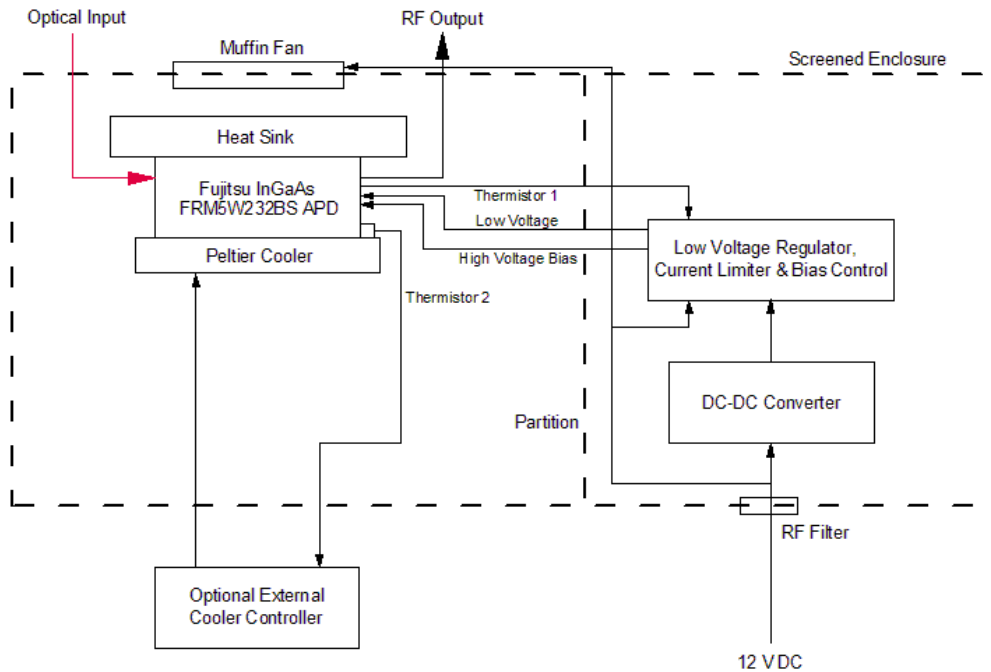 Optical Input
RF Output
Muffin Fan
Screened Enclosure
Heat Sink
Fujitsu InGaAs
FRM5W232BS APD
Thermistor 1
Low Voltage
High Voltage Bias
Low Voltage Regulator,
Current Limiter & Bias Control
Peltier Cooler
Thermistor 2
DC-DC Converter
Partition
RF Filter
Optional External
Cooler Controller
12 V DC